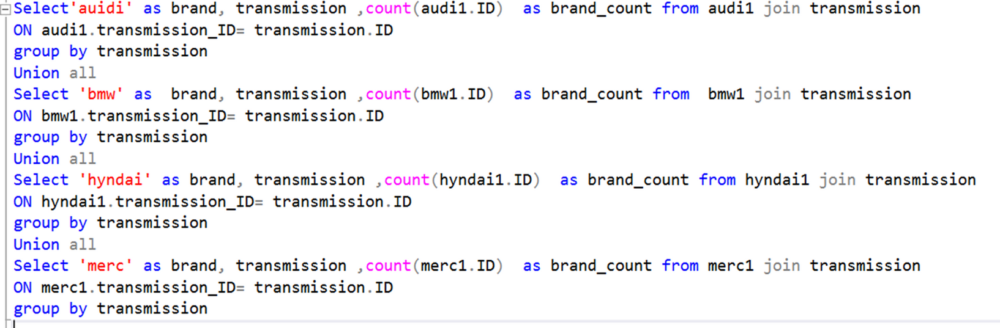 Select'auidi' as brand, transmission ,count(audi1.ID)  as brand_count from audi1 join transmission
ON audi1.transmission_ID= transmission.ID
group by transmission
Union all
Select 'bmw' as  brand, transmission ,count(bmw1.ID)  as brand_count from  bmw1 join transmission
ON bmw1.transmission_ID= transmission.ID
group by transmission
Union all
Select 'hyndai' as brand, transmission ,count(hyndai1.ID)  as brand_count from hyndai1 join transmission
ON hyndai1.transmission_ID= transmission.ID
group by transmission
Union all
Select 'merc' as brand, transmission ,count(merc1.ID)  as brand_count from merc1 join transmission
ON merc1.transmission_ID= transmission.ID
group by transmission